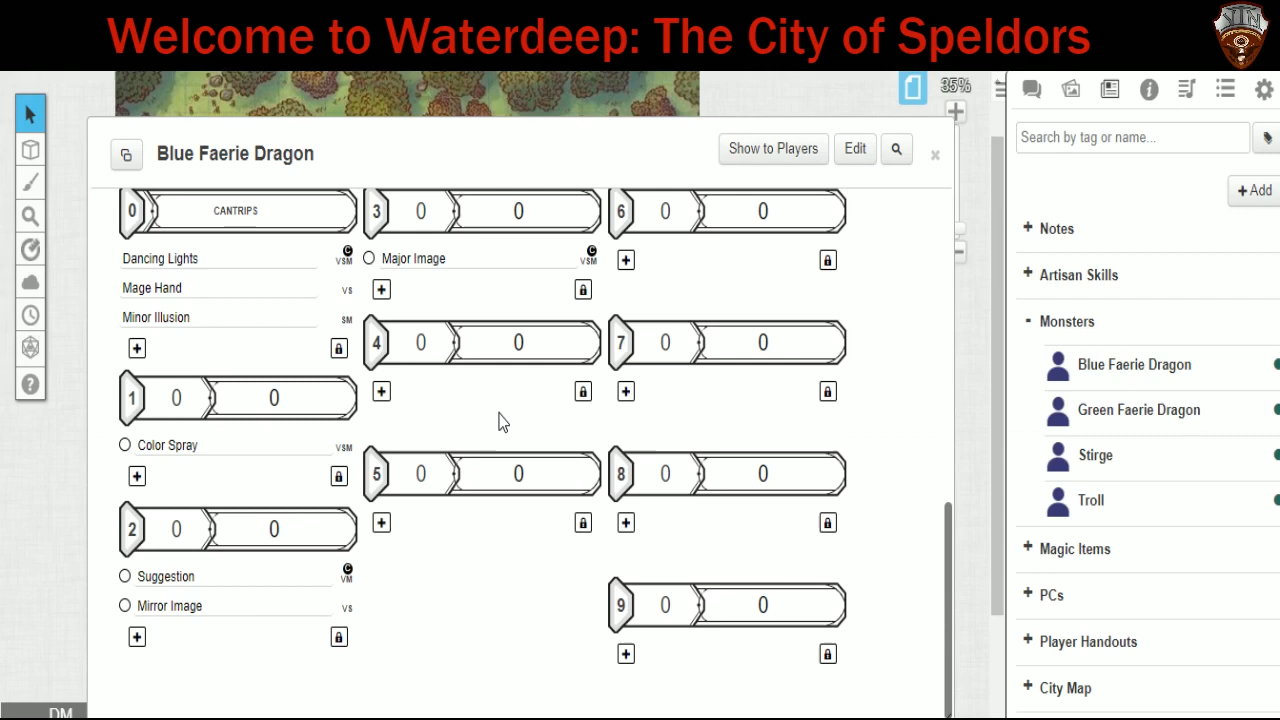 Welcome to Waterdeep: The City of Speldors
35%
Blue Faerie Dragon
Show to Players
Edit
Search by tag or name...
+ Add
0 CANTRIPS
Dancing Lights C VSM
Mage Hand VS
Minor Illusion SM
1 0 0
Color Spray VSM
2 0 0
Suggestion C VM
Mirror Image VS
3 0 0
Major Image C VSM
4 0 0
5 0 0
6 0 0
7 0 0
8 0 0
9 0 0
+ Notes
+ Artisan Skills
- Monsters
Blue Faerie Dragon
Green Faerie Dragon
Stirge
Troll
+ Magic Items
+ PCs
+ Player Handouts
+ City Map
DM